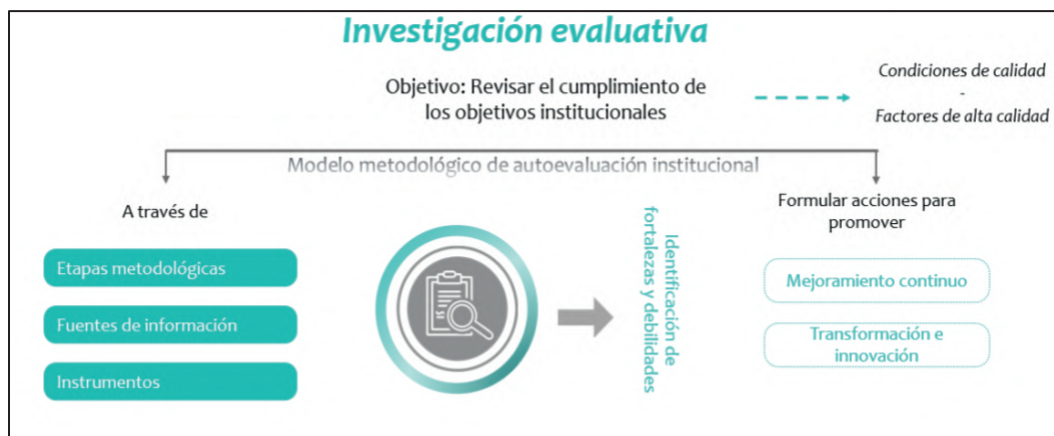 Investigación evaluativa
Objetivo: Revisar el cumplimiento de
los objetivos institucionales
Condiciones de calidad
-
Factores de alta calidad
Modelo metodológico de autoevaluación institucional
A través de
Etapas metodológicas
Fuentes de información
Instrumentos
Identificación de
fortalezas y debilidades
Formular acciones para
promover
Mejoramiento continuo
Transformación e
innovación